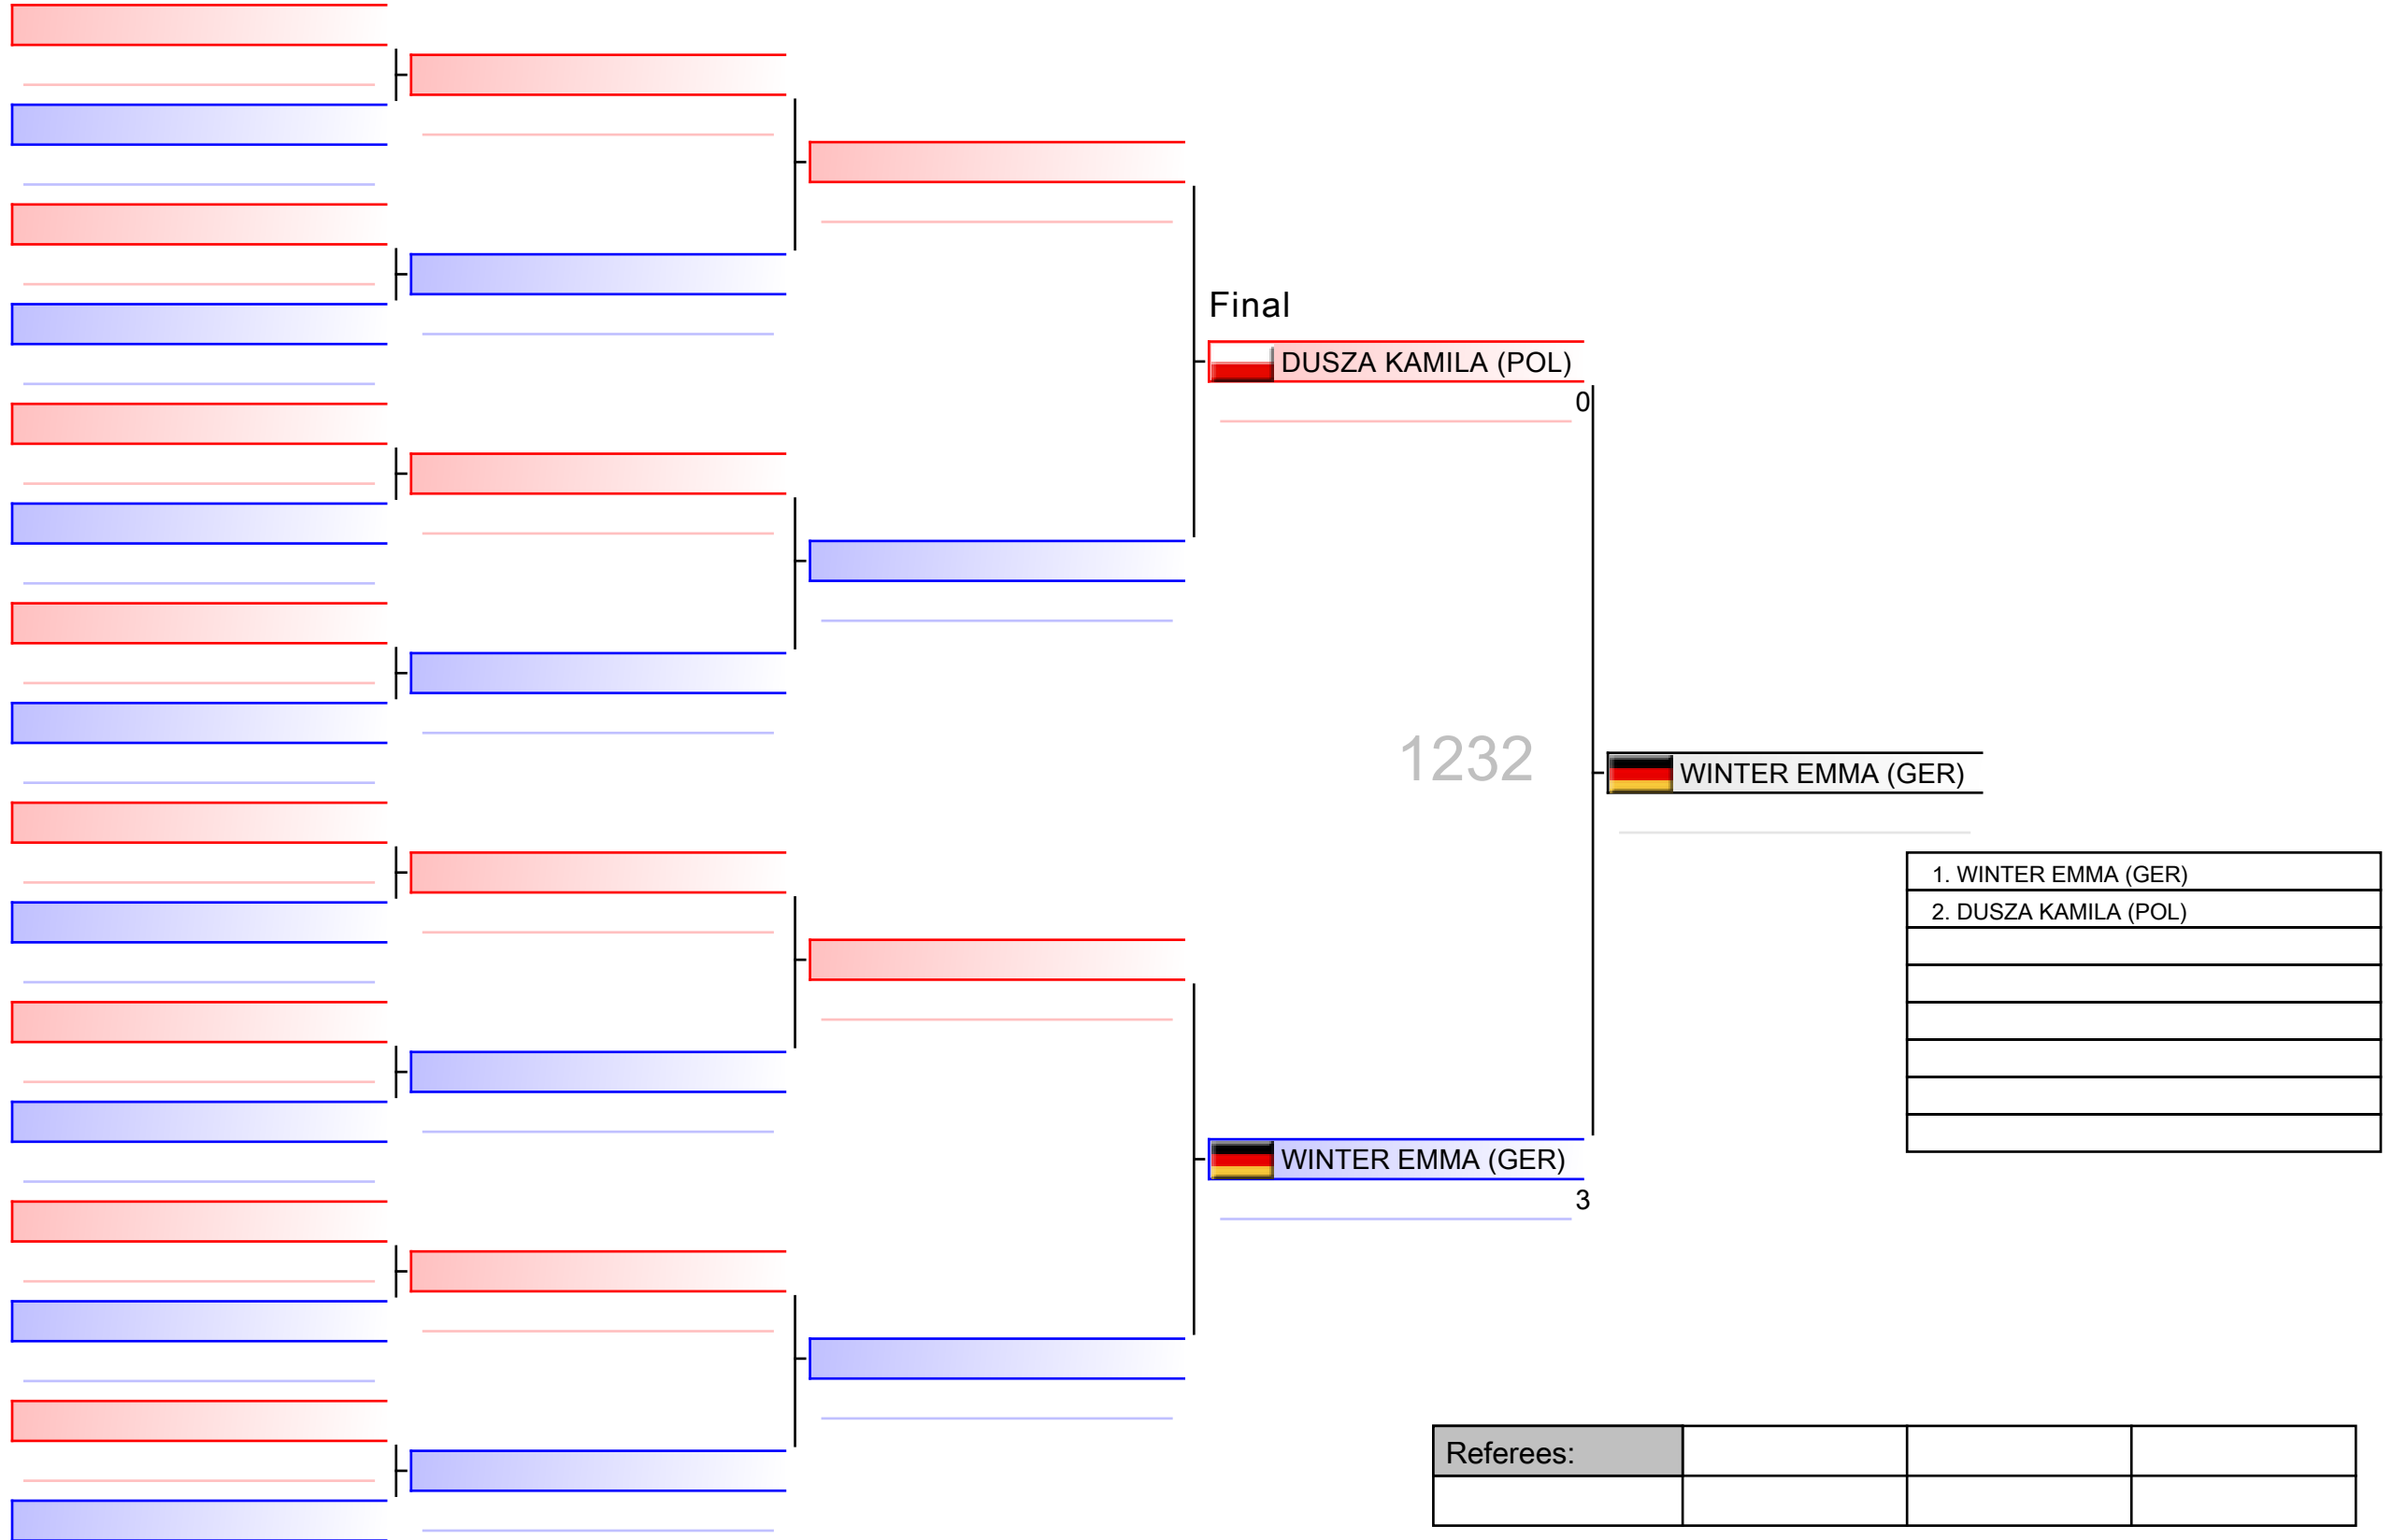 Final
DUSZA KAMILA (POL)
0
1232
WINTER EMMA (GER)
1. WINTER EMMA (GER)
2. DUSZA KAMILA (POL)
WINTER EMMA (GER)
3
Referees: